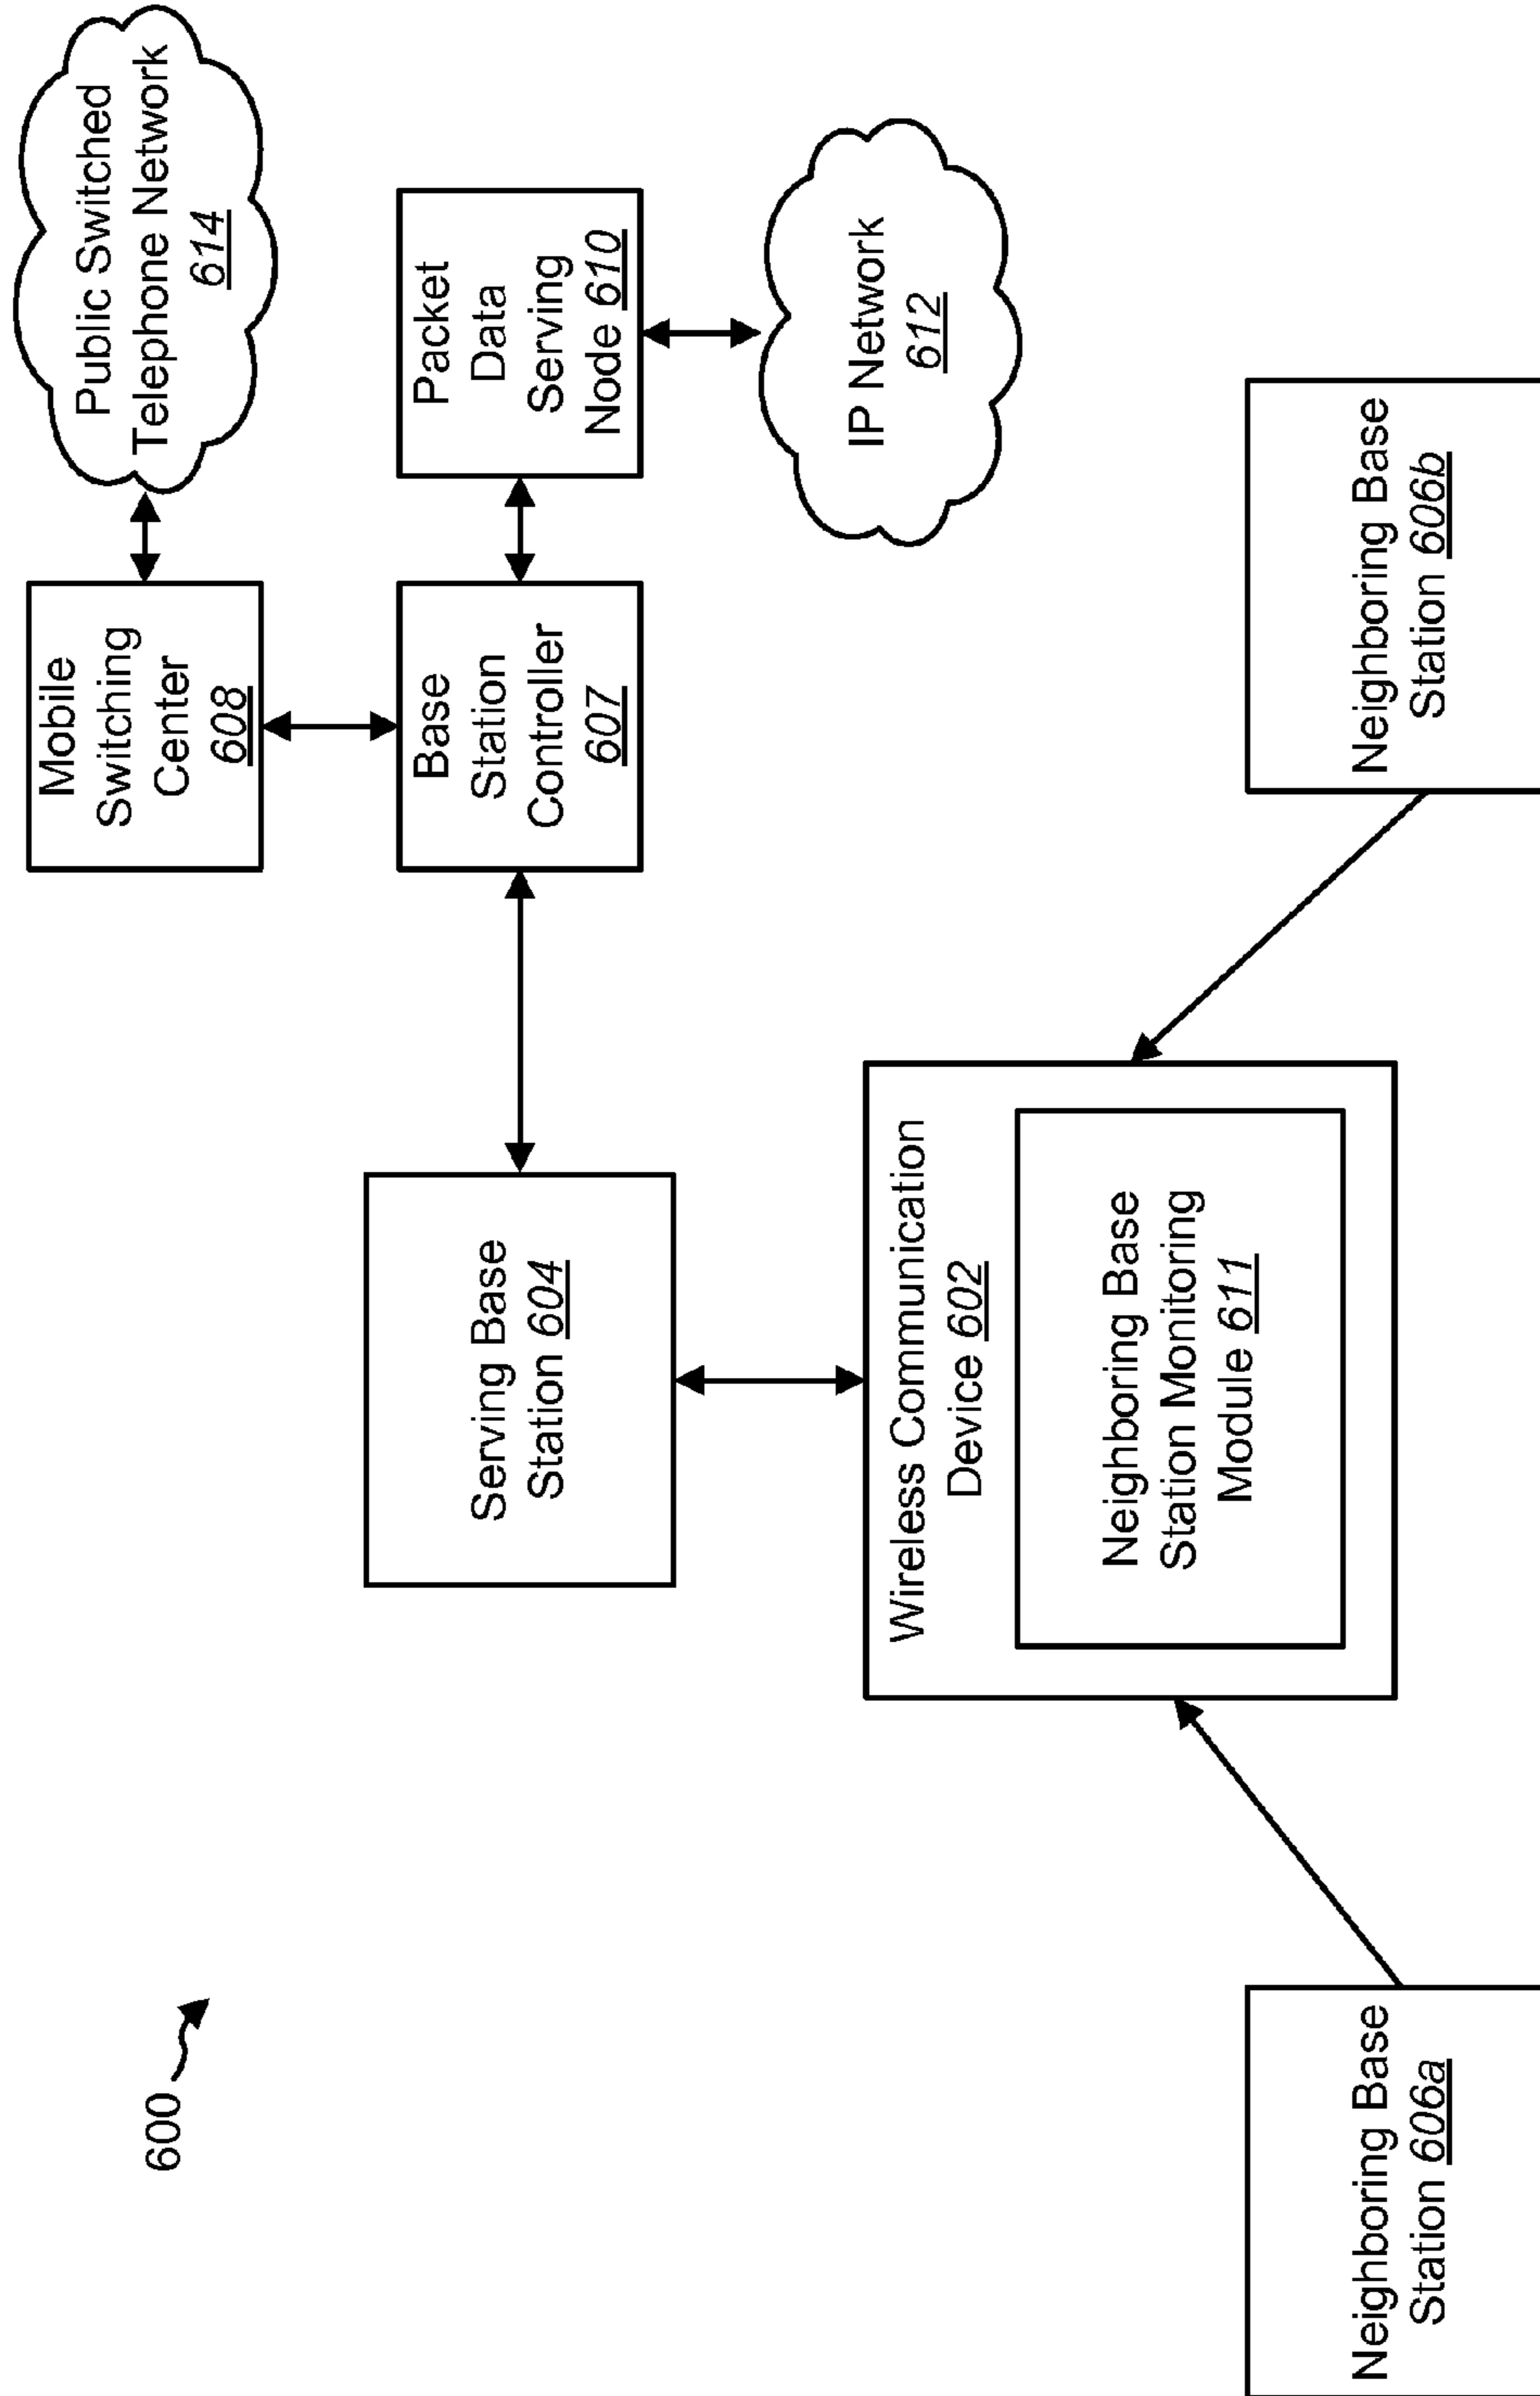 600
Public Switched
Telephone Network
614
Mobile
Switching
Center
608
Base
Station
Controller
607
Packet
Data
Serving
Node 610
IP Network
612
Serving Base
Station 604
Wireless Communication
Device 602
Neighboring Base
Station Monitoring
Module 611
Neighboring Base
Station 606a
Neighboring Base
Station 606b